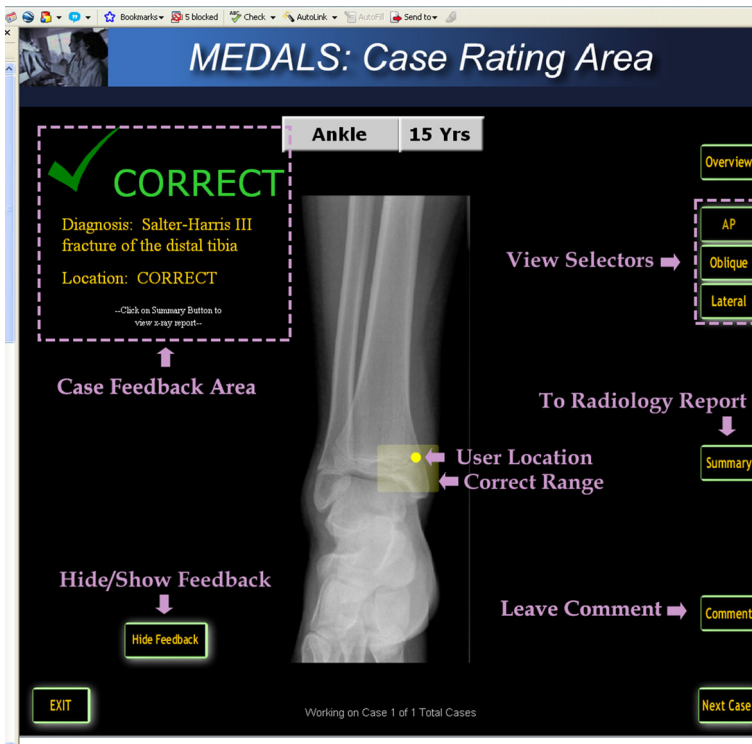 Bookmarks 5 blocked Check AutoLink AutoFill Send to
MEDALS: Case Rating Area
Ankle 15 Yrs
CORRECT
Diagnosis: Salter-Harris III
fracture of the distal tibia
Location: CORRECT
--Click on Summary Button to
view x-ray report--
Case Feedback Area
Overview
AP
View Selectors
Oblique
Lateral
To Radiology Report
User Location
Summary
Correct Range
Hide/Show Feedback
Hide Feedback
Leave Comment
Comment
EXIT
Working on Case 1 of 1 Total Cases
Next Case